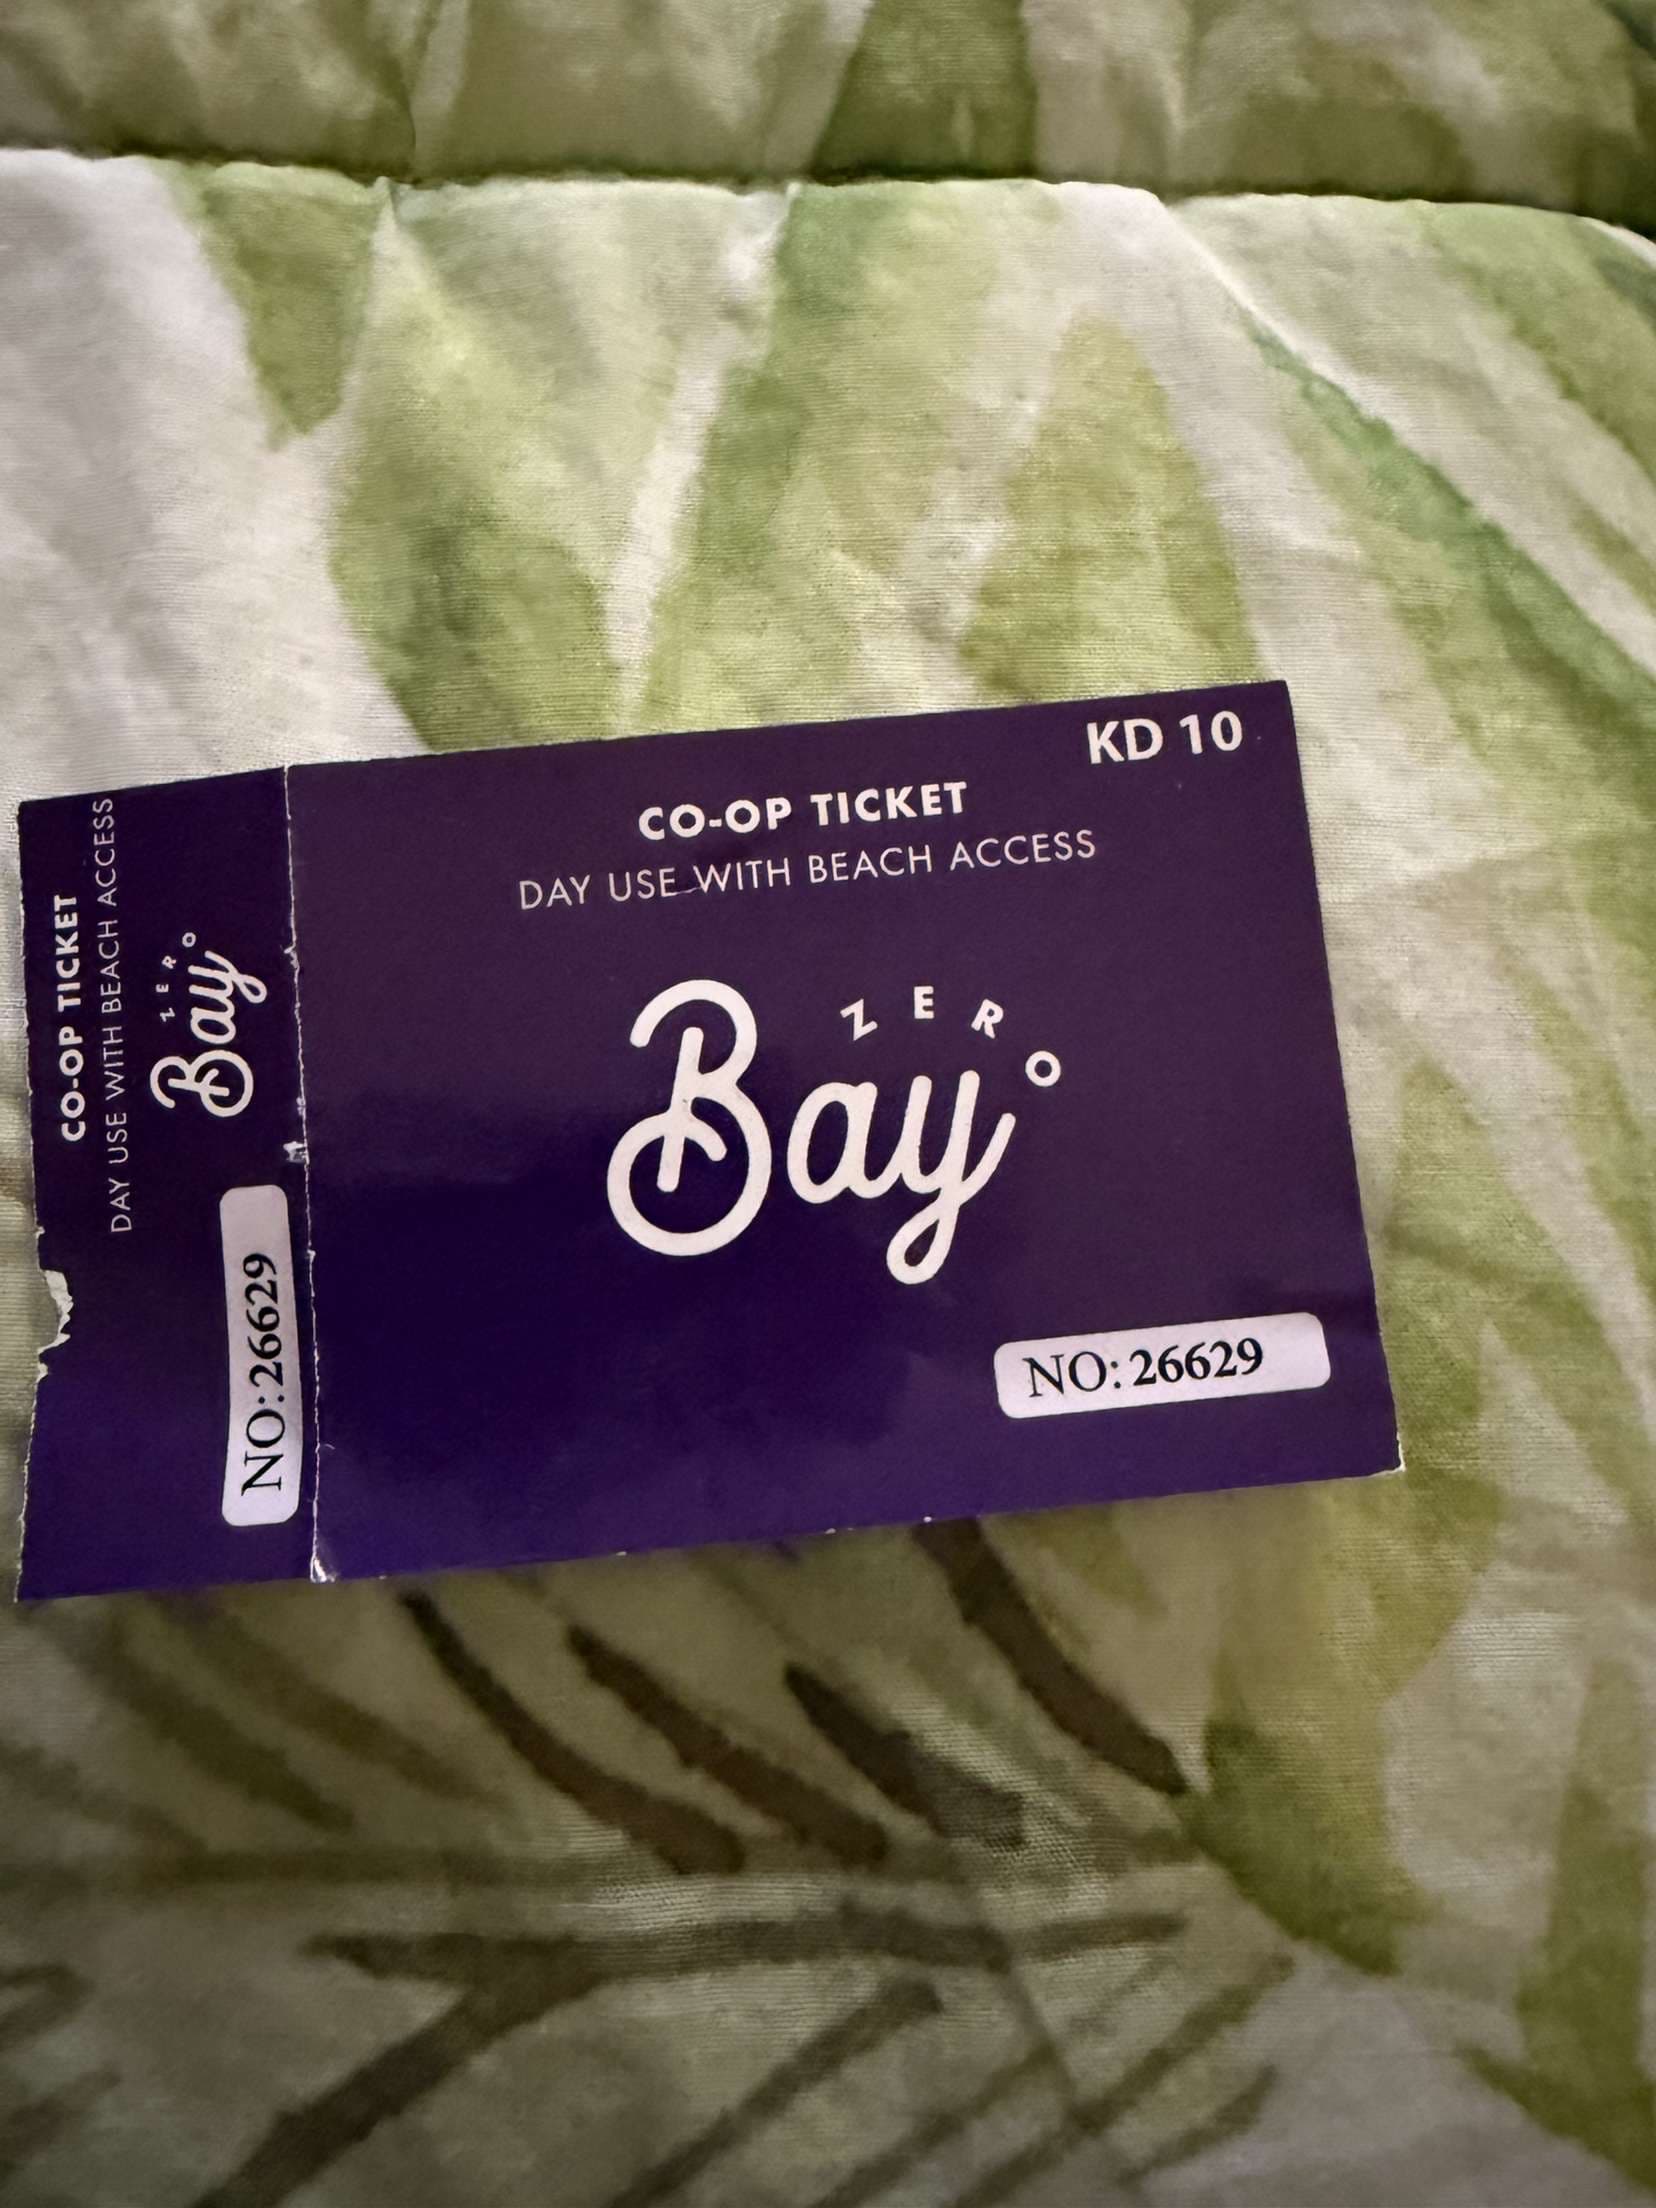 CO-OP TICKET
DAY USE WITH BEACH ACCESS
ZERO
Bay
NO:26629
KD 10
CO-OP TICKET
DAY USE WITH BEACH ACCESS
ZERO
Bay
NO:26629